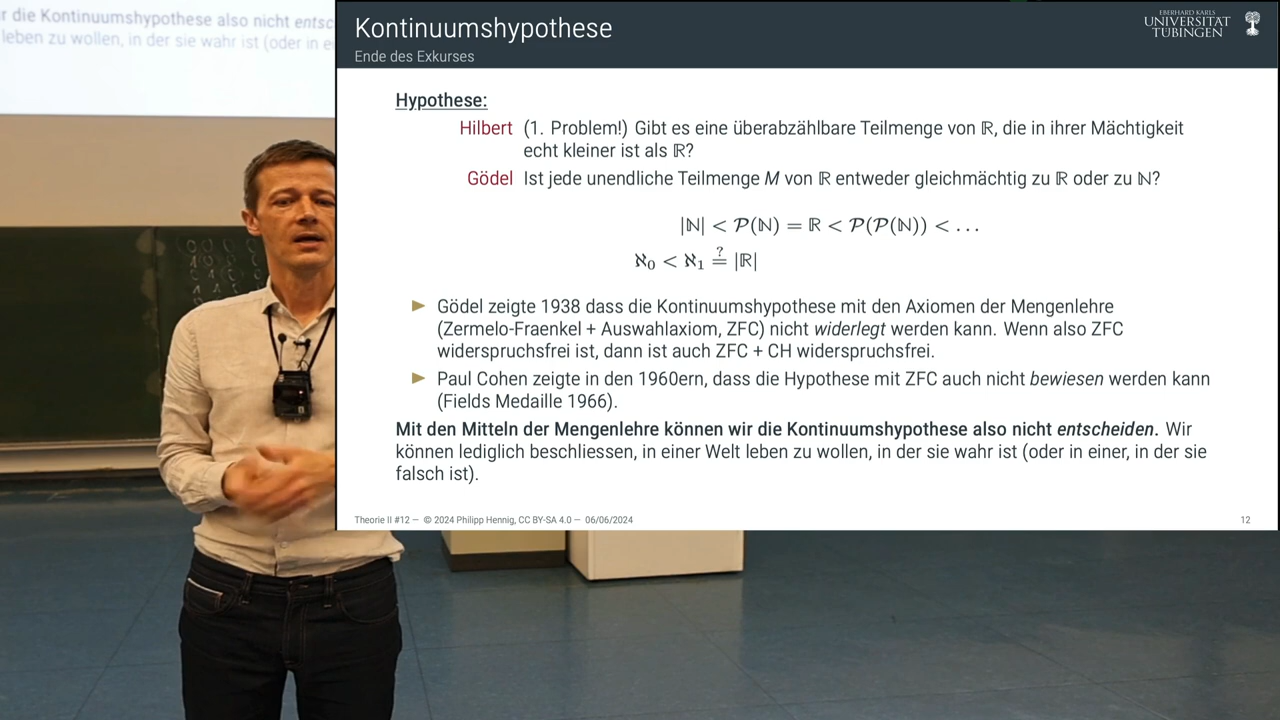 r die Kontinuumshypothese also nicht entsc
leben zu wollen, in der sie wahr ist (oder in ei
Kontinuumshypothese
Ende des Exkurses
EBERHARD KARLS
UNIVERSITÄT
TÜBINGEN
Hypothese:
Hilbert (1. Problem!) Gibt es eine überabzählbare Teilmenge von ℝ, die in ihrer Mächtigkeit
echt kleiner ist als ℝ?
Gödel Ist jede unendliche Teilmenge M von ℝ entweder gleichmächtig zu ℝ oder zu ℕ?
|ℕ| < 𝒫(ℕ) = ℝ < 𝒫(𝒫(ℕ)) < ...
ℵ₀ < ℵ₁ ≟ |ℝ|
► Gödel zeigte 1938 dass die Kontinuumshypothese mit den Axiomen der Mengenlehre
(Zermelo-Fraenkel + Auswahlaxiom, ZFC) nicht widerlegt werden kann. Wenn also ZFC
widerspruchsfrei ist, dann ist auch ZFC + CH widerspruchsfrei.
► Paul Cohen zeigte in den 1960ern, dass die Hypothese mit ZFC auch nicht bewiesen werden kann
(Fields Medaille 1966).
Mit den Mitteln der Mengenlehre können wir die Kontinuumshypothese also nicht entscheiden. Wir
können lediglich beschliessen, in einer Welt leben zu wollen, in der sie wahr ist (oder in einer, in der sie
falsch ist).
Theorie II #12 — © 2024 Philipp Hennig, CC BY-SA 4.0 — 06/06/2024
12